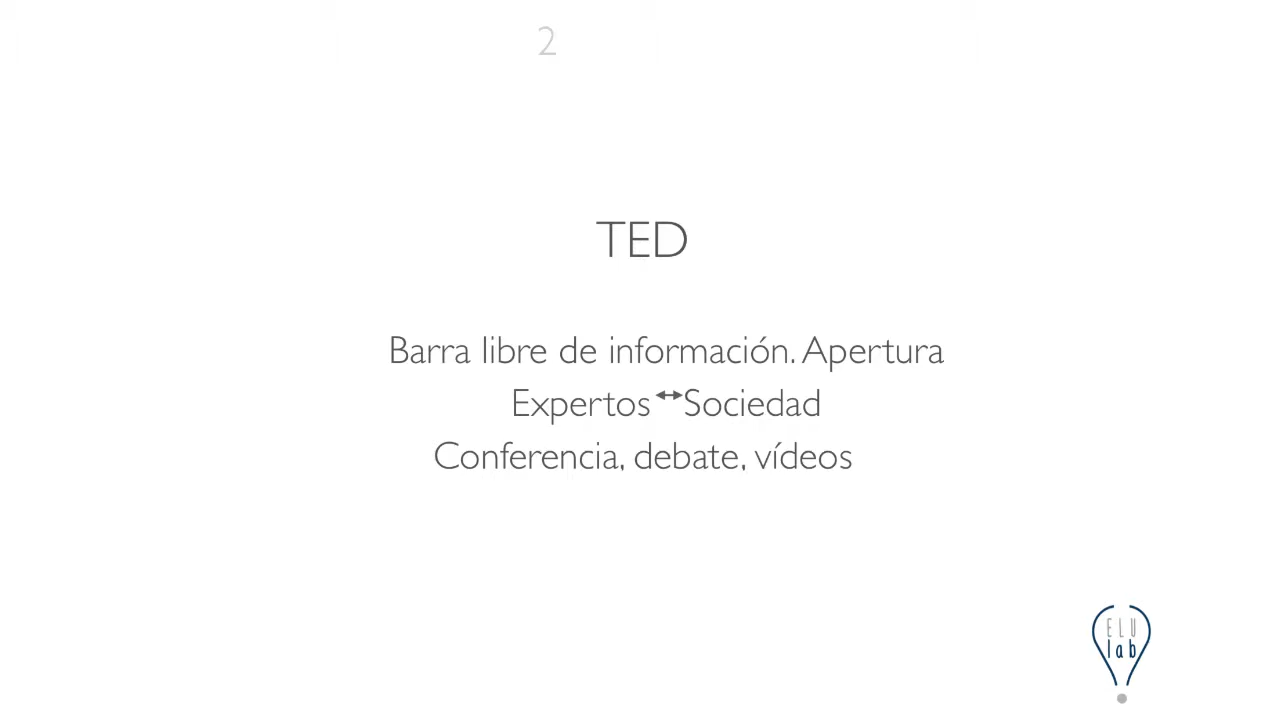 2
TED
Barra libre de información. Apertura
Expertos ↔ Sociedad
Conferencia, debate, vídeos
ELU
lab